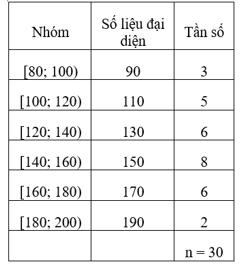 Nhóm Số liệu đại diện Tần số
[80; 100) 90 3
[100; 120) 110 5
[120; 140) 130 6
[140; 160) 150 8
[160; 180) 170 6
[180; 200) 190 2
n = 30